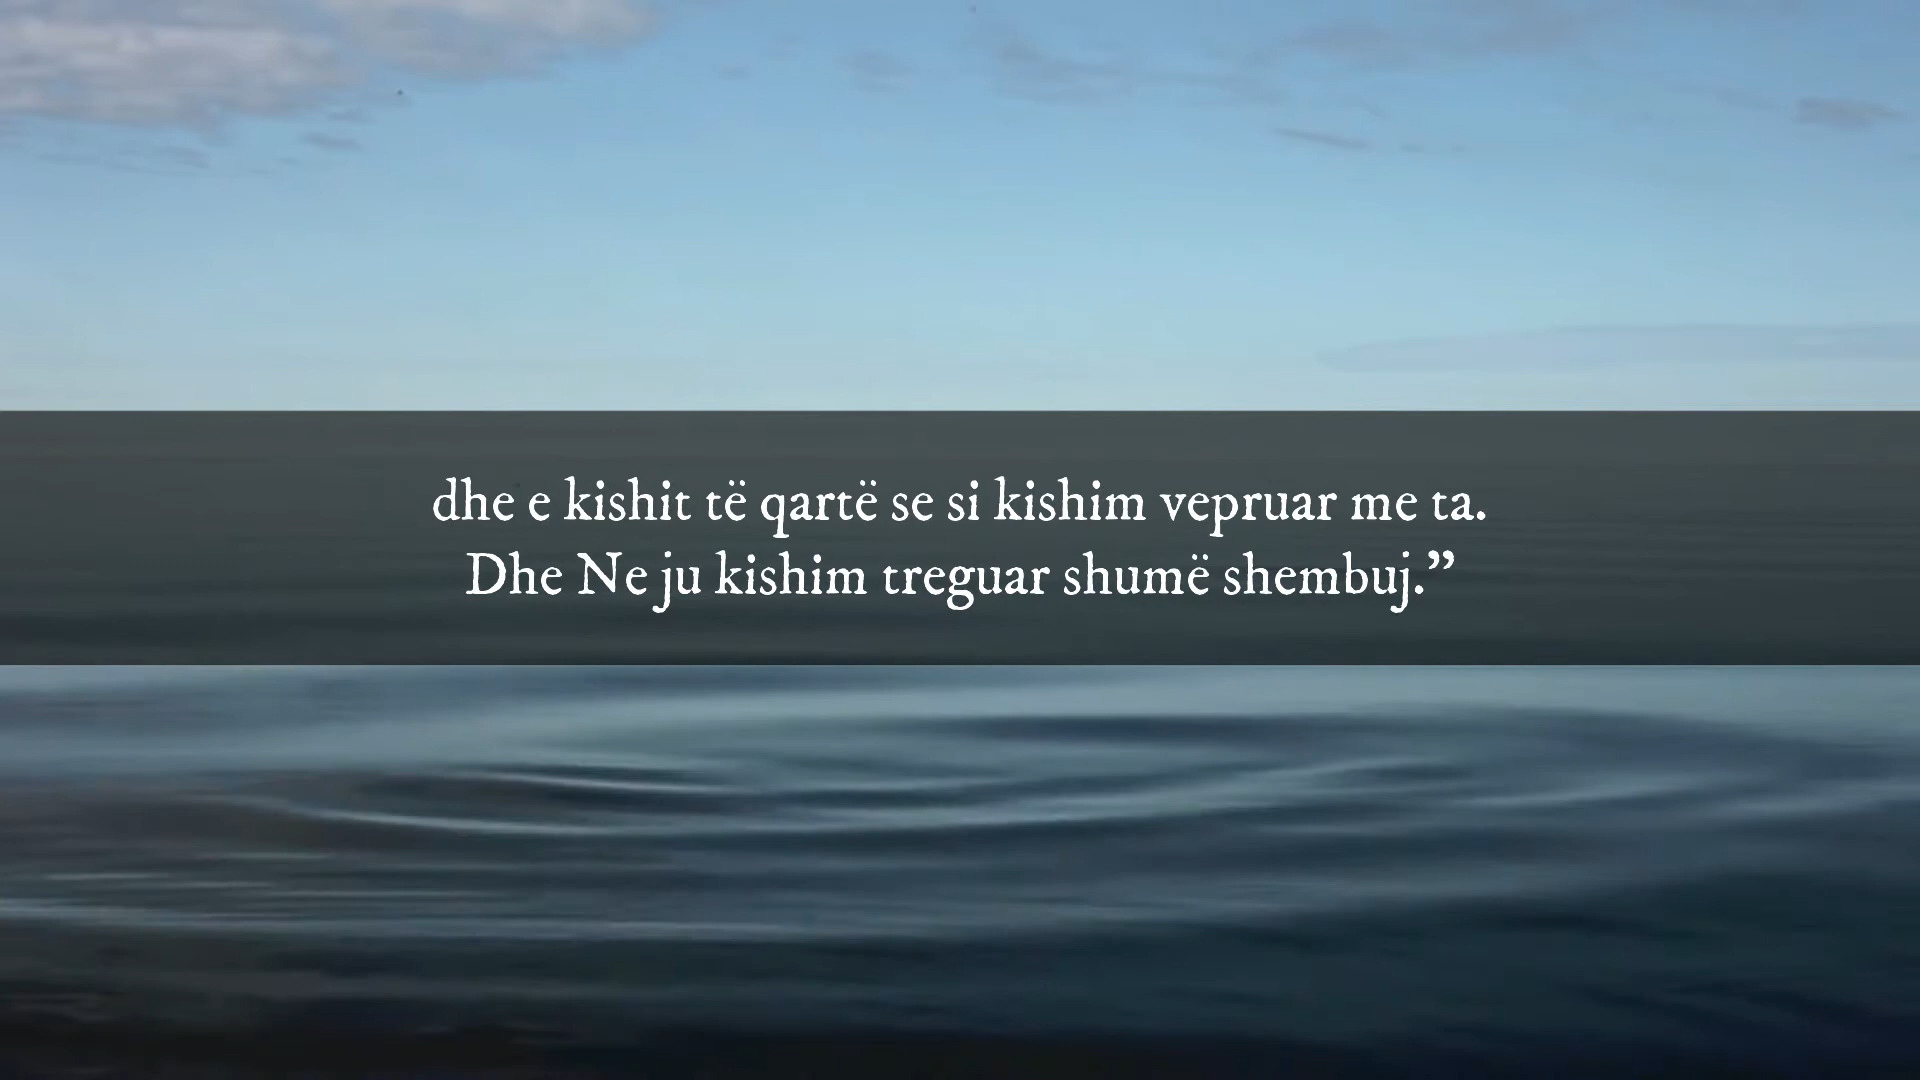 dhe e kishit të qartë se si kishim vepruar me ta.
Dhe Ne ju kishim treguar shumë shembuj.”